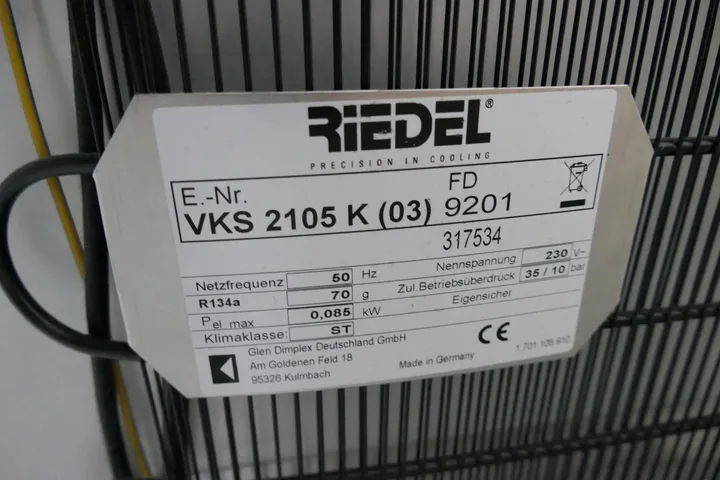 RIEDEL®
PRECISION IN COOLING
E.-Nr. FD
VKS 2105 K (03) 9201
317534
Netzfrequenz 50 Hz Nennspannung 230 V~
R134a 70 g Zul.Betriebsüberdruck 35 / 10 bar
Pel max 0,085 kW Eigensicher
Klimaklasse: ST
Glen Dimplex Deutschland GmbH
Am Goldenen Feld 18
95326 Kulmbach
Made in Germany
CE
1.701.108.910